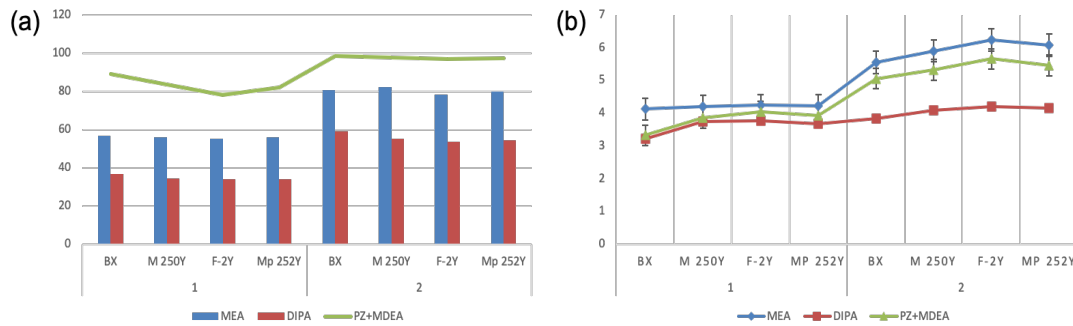 (a)
120
100
80
60
40
20
0
BX M 250Y F-2Y Mp 252Y BX M 250Y F-2Y Mp 252Y
1 2
MEA DIPA PZ+MDEA
(b)
7
6
5
4
3
2
1
0
BX M 250Y F-2Y MP 252Y BX M 250Y F-2Y MP 252Y
1 2
MEA DIPA PZ+MDEA